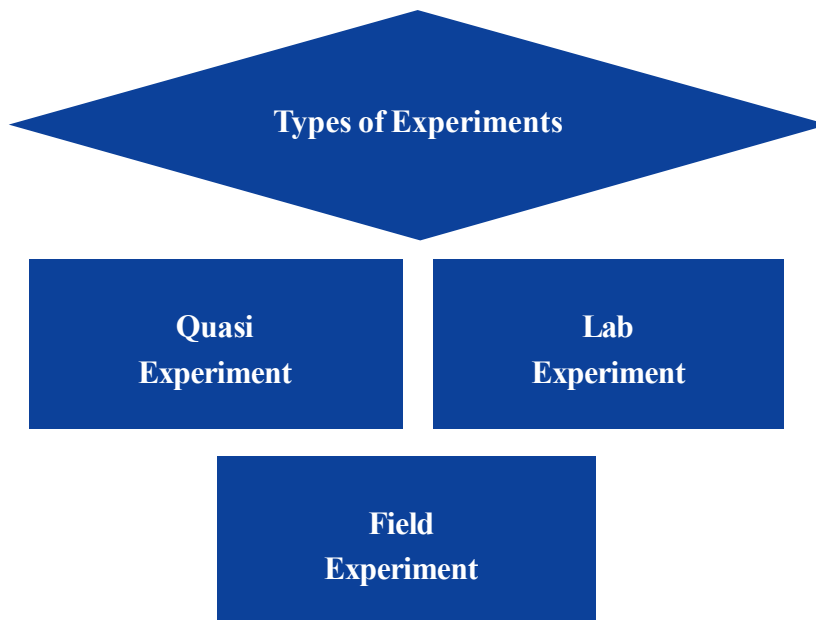 Types of Experiments
Quasi
Experiment
Lab
Experiment
Field
Experiment